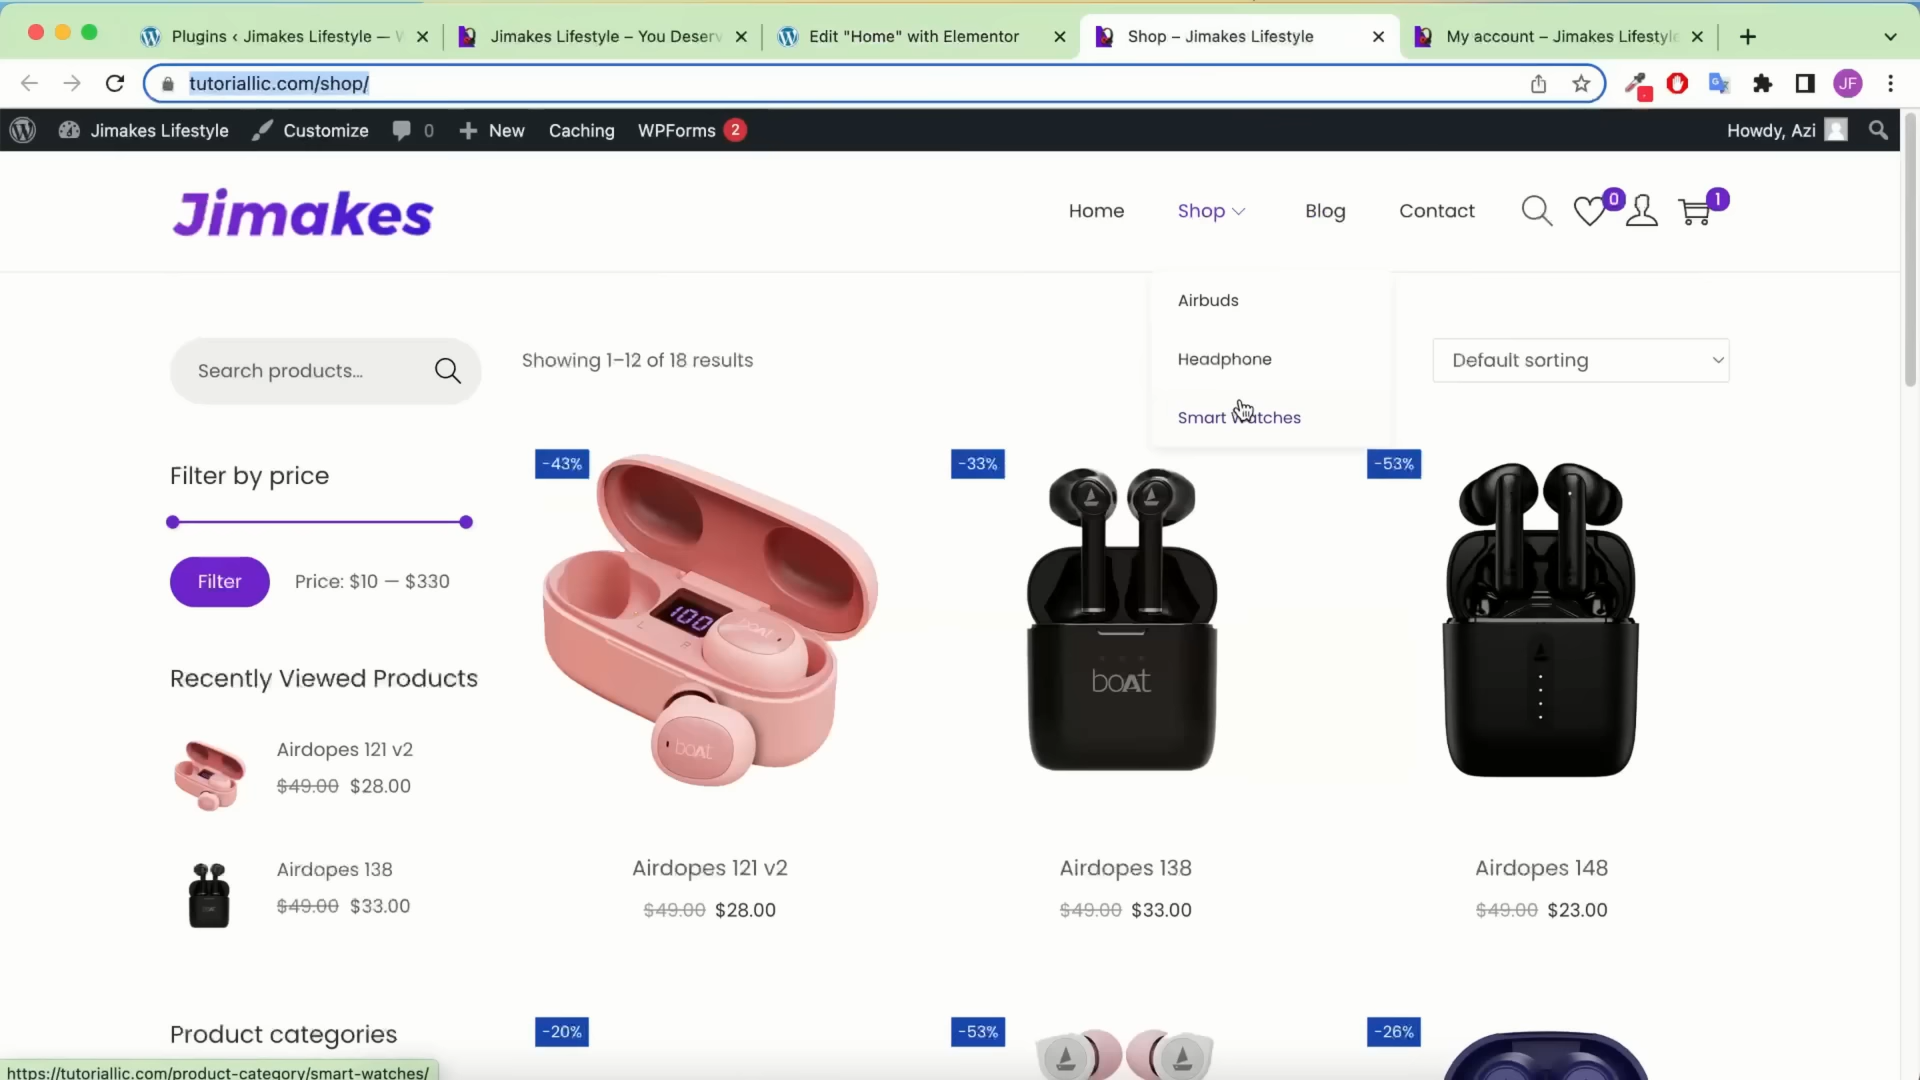 Plugins ‹ Jimakes Lifestyle —
Jimakes Lifestyle – You Deserv
Edit "Home" with Elementor
Shop – Jimakes Lifestyle
My account – Jimakes Lifestyle
tutoriallic.com/shop/
JF
Jimakes Lifestyle
Customize
0
New
Caching
WPForms 2
Howdy, Azi
Jimakes
Home
Shop
Blog
Contact
0
1
Airbuds
Headphone
Smart Watches
Search products...
Showing 1–12 of 18 results
Default sorting
-43%
-33%
-53%
Filter by price
Filter
Price: $10 — $330
100
boAt
boAt
boAt
Recently Viewed Products
Airdopes 121 v2
$49.00 $28.00
Airdopes 138
$49.00 $33.00
Airdopes 121 v2
$49.00 $28.00
Airdopes 138
$49.00 $33.00
Airdopes 148
$49.00 $23.00
Product categories
-20%
-53%
-26%
https://tutoriallic.com/product-category/smart-watches/